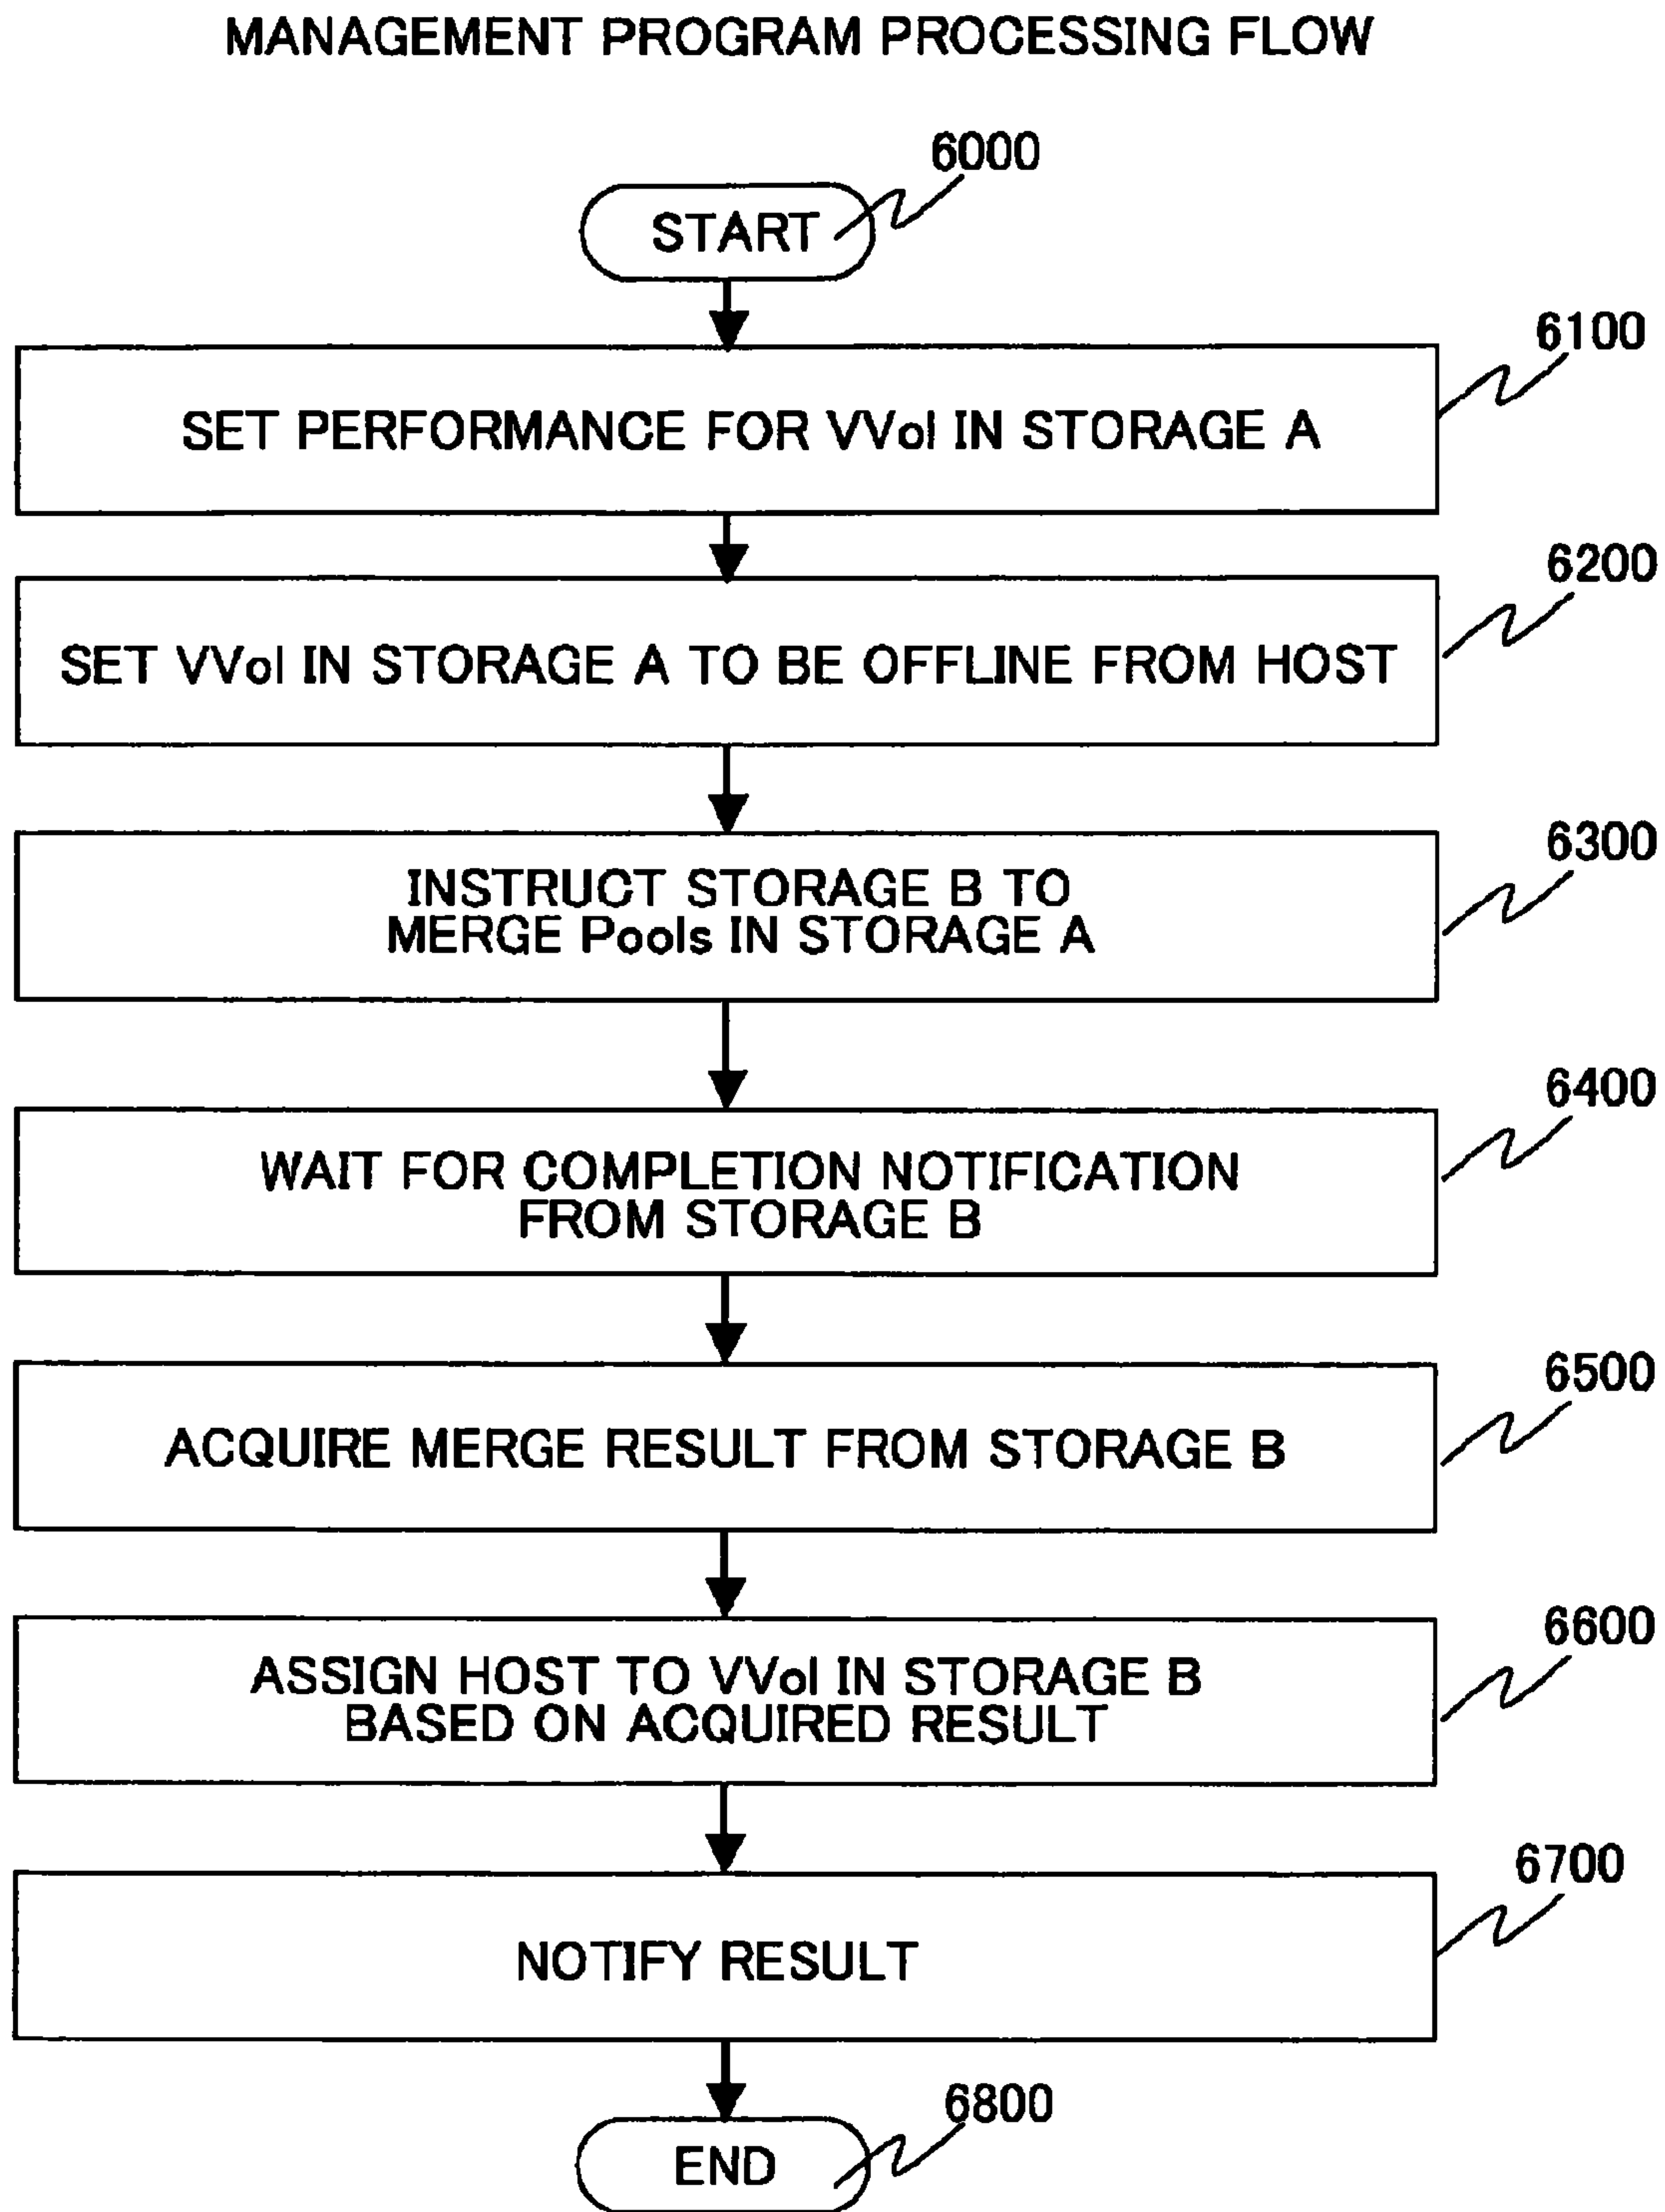 MANAGEMENT PROGRAM PROCESSING FLOW
6000
START
6100
SET PERFORMANCE FOR VVol IN STORAGE A
6200
SET VVol IN STORAGE A TO BE OFFLINE FROM HOST
6300
INSTRUCT STORAGE B TO
MERGE Pools IN STORAGE A
6400
WAIT FOR COMPLETION NOTIFICATION
FROM STORAGE B
6500
ACQUIRE MERGE RESULT FROM STORAGE B
6600
ASSIGN HOST TO VVol IN STORAGE B
BASED ON ACQUIRED RESULT
6700
NOTIFY RESULT
6800
END